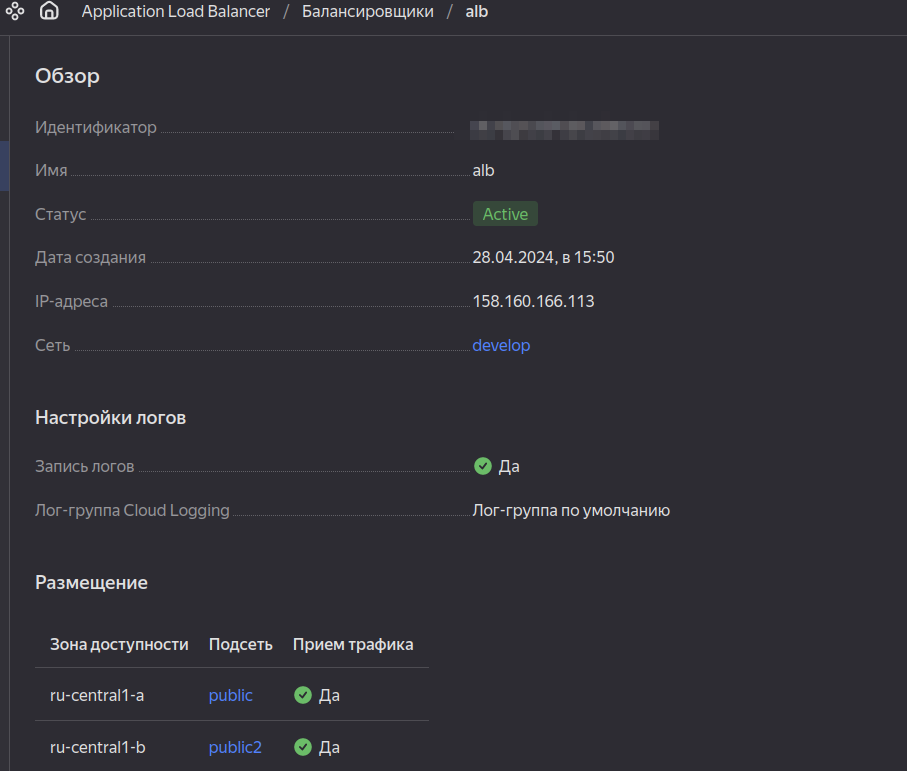 Application Load Balancer / Балансировщики / alb
Обзор
Идентификатор
Имя alb
Статус Active
Дата создания 28.04.2024, в 15:50
IP-адреса 158.160.166.113
Сеть develop
Настройки логов
Запись логов Да
Лог-группа Cloud Logging Лог-группа по умолчанию
Размещение
Зона доступности Подсеть Прием трафика
ru-central1-a public Да
ru-central1-b public2 Да